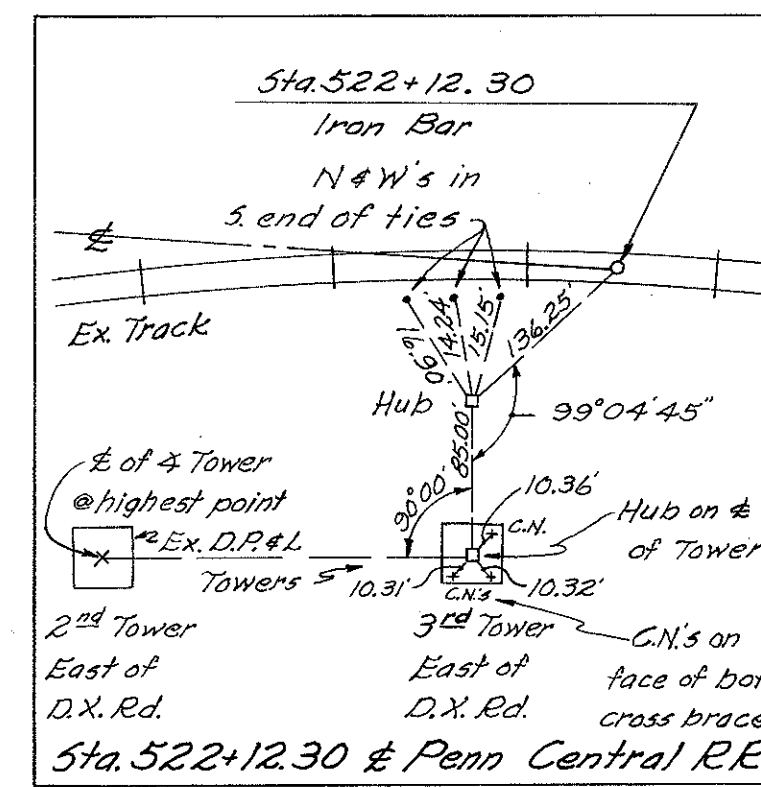 Sta. 522+12.30
Iron Bar
N & W's in
S. end of ties
℄
Ex. Track
16.90'
14.24'
15.15'
136.25'
Hub
99°04'45"
85.00'
90°00'
℄ of ∡ Tower
@ highest point
Ex. D.P. & L
Towers
10.36'
C.N.
Hub on ℄
of Tower
10.31'
C.N.'s
10.32'
2nd Tower
East of
D.X. Rd.
3rd Tower
East of
D.X. Rd.
C.N.'s on
face of bo
cross brace
Sta. 522+12.30 ℄ Penn Central RR